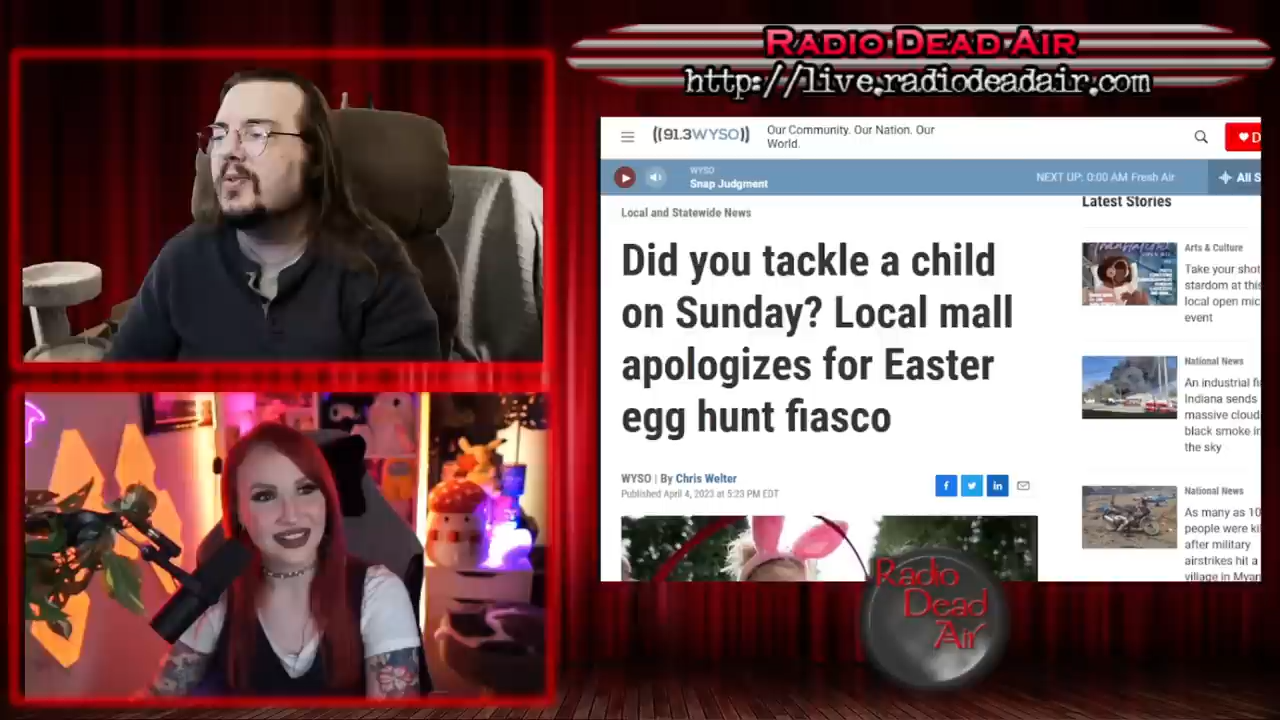 Radio Dead Air
http://live.radiodeadair.com
((91.3WYSO))
Our Community. Our Nation. Our
World.
WYSO
Snap Judgment
NEXT UP: 0:00 AM Fresh Air
All S
Local and Statewide News
Did you tackle a child
on Sunday? Local mall
apologizes for Easter
egg hunt fiasco
WYSO | By Chris Welter
Published April 4, 2023 at 5:23 PM EDT
Latest Stories
Arts & Culture
Take your shot
stardom at this
local open mic
event
National News
An industrial fi
Indiana sends
massive cloud
black smoke in
the sky
National News
As many as 10
people were kil
after military
airstrikes hit a
village in Myan
Radio
Dead
Air